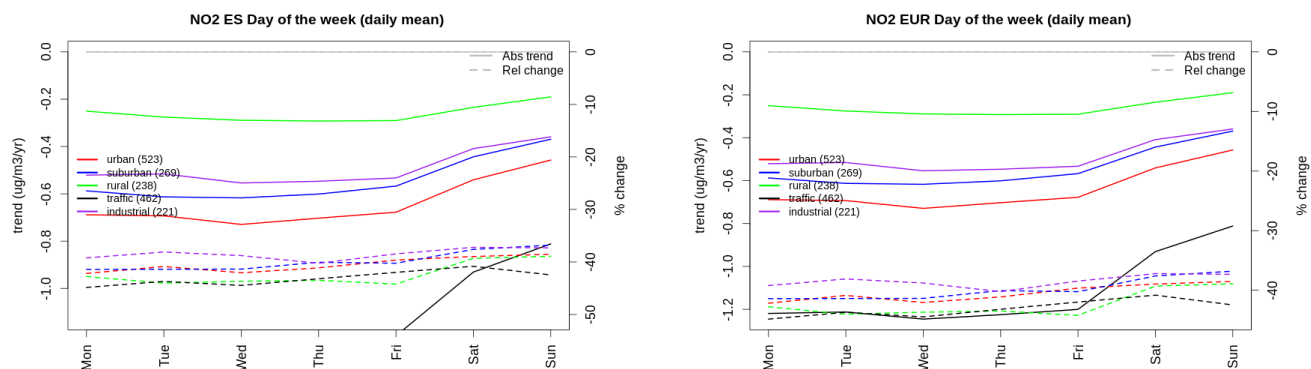 NO2 ES Day of the week (daily mean)
0.0
-0.2
-0.4
-0.6
-0.8
-1.0
trend (ug/m3/yr)
Abs trend
Rel change
urban (523)
suburban (269)
rural (238)
traffic (462)
industrial (221)
0
-10
-20
-30
-40
-50
% change
Mon
Tue
Wed
Thu
Fri
Sat
Sun
NO2 EUR Day of the week (daily mean)
0.0
-0.2
-0.4
-0.6
-0.8
-1.0
-1.2
trend (ug/m3/yr)
Abs trend
Rel change
urban (523)
suburban (269)
rural (238)
traffic (462)
industrial (221)
0
-10
-20
-30
-40
% change
Mon
Tue
Wed
Thu
Fri
Sat
Sun